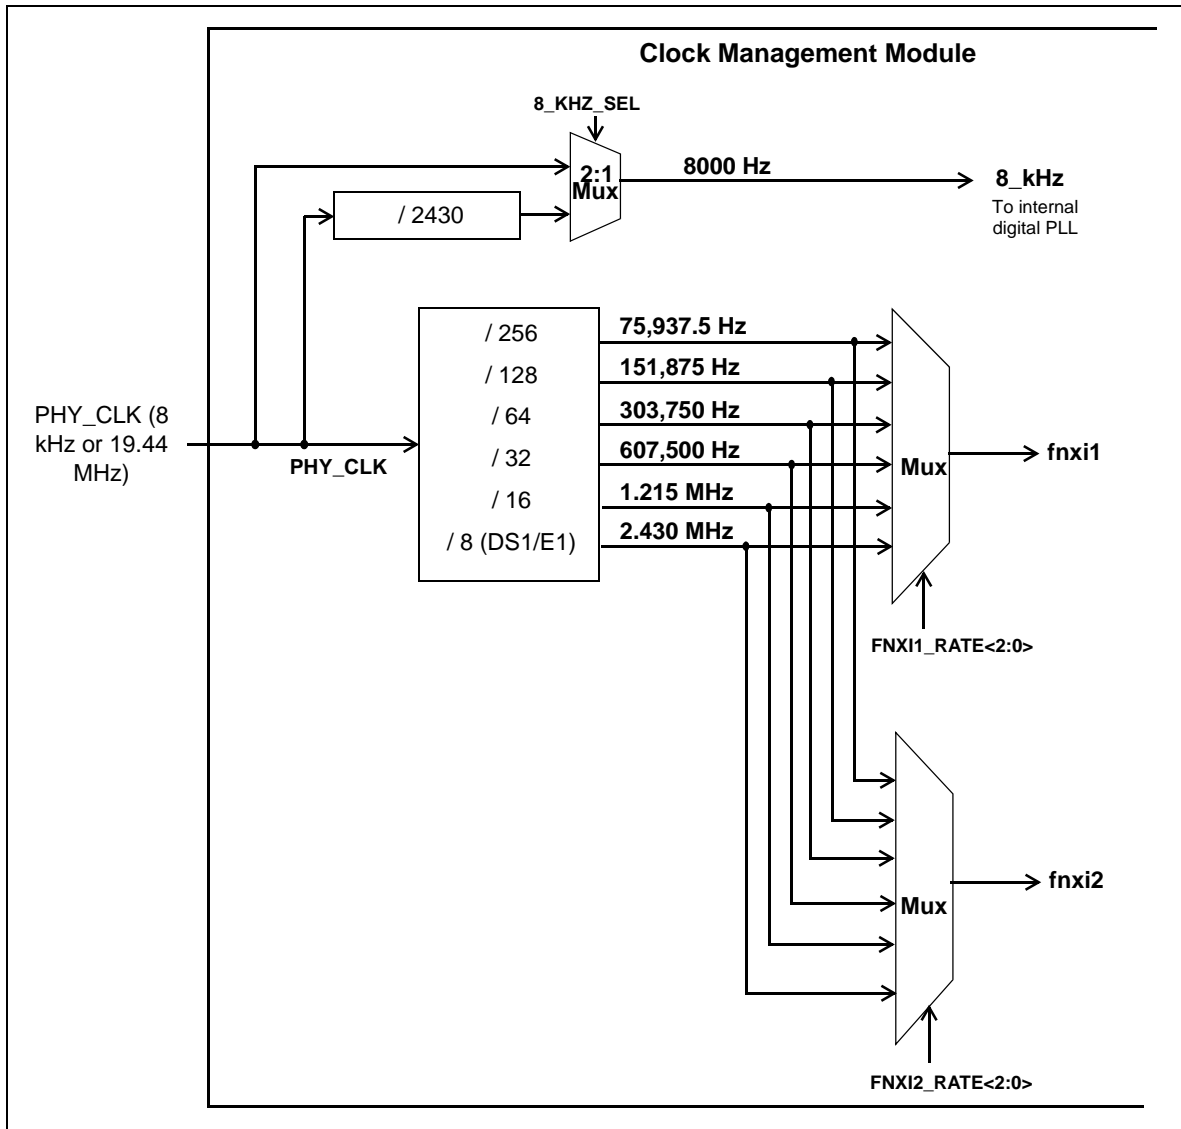 Clock Management Module
8_KHZ_SEL
2:1
Mux
8000 Hz
8_kHz
To internal
digital PLL
/ 2430
/ 256
/ 128
/ 64
/ 32
/ 16
/ 8 (DS1/E1)
75,937.5 Hz
151,875 Hz
303,750 Hz
607,500 Hz
1.215 MHz
2.430 MHz
PHY_CLK (8
kHz or 19.44
MHz)
PHY_CLK
Mux
fnxi1
FNXI1_RATE<2:0>
Mux
fnxi2
FNXI2_RATE<2:0>